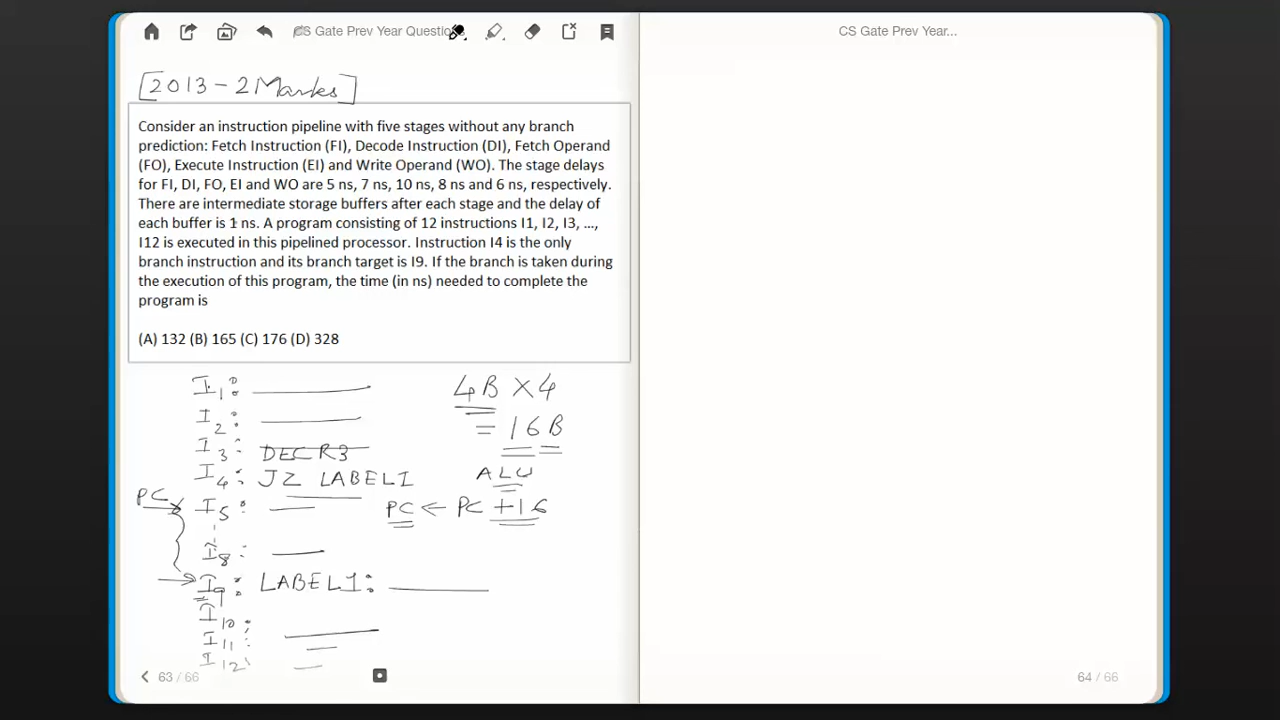 CS Gate Prev Year Questio
CS Gate Prev Year...
[2013 - 2 Marks]
Consider an instruction pipeline with five stages without any branch
prediction: Fetch Instruction (FI), Decode Instruction (DI), Fetch Operand
(FO), Execute Instruction (EI) and Write Operand (WO). The stage delays
for FI, DI, FO, EI and WO are 5 ns, 7 ns, 10 ns, 8 ns and 6 ns, respectively.
There are intermediate storage buffers after each stage and the delay of
each buffer is 1 ns. A program consisting of 12 instructions I1, I2, I3, ...,
I12 is executed in this pipelined processor. Instruction I4 is the only
branch instruction and its branch target is I9. If the branch is taken during
the execution of this program, the time (in ns) needed to complete the
program is
(A) 132 (B) 165 (C) 176 (D) 328
I1:
4B X 4
I2:
= 16B
I3: DEC R3
I4: JZ LABEL1
ALU
PC
I5:
PC ← PC + 16
I8:
I9: LABEL1:
I10:
I11:
I12:
63 / 66
64 / 66